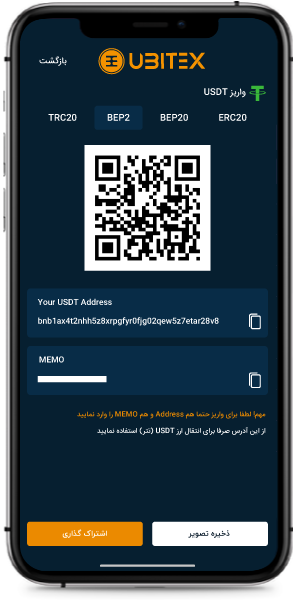 بازگشت
UBITEX
واریز USDT
TRC20 BEP2 BEP20 ERC20
Your USDT Address
bnb1ax4t2nhh5z8xrpgfyr0fjg02qew5z7etar28v8
MEMO
مهم! لطفا برای واریز حتما هم Address و هم MEMO را وارد نمایید
از این آدرس صرفا برای انتقال ارز USDT (تتر) استفاده نمایید
اشتراک گذاری ذخیره تصویر